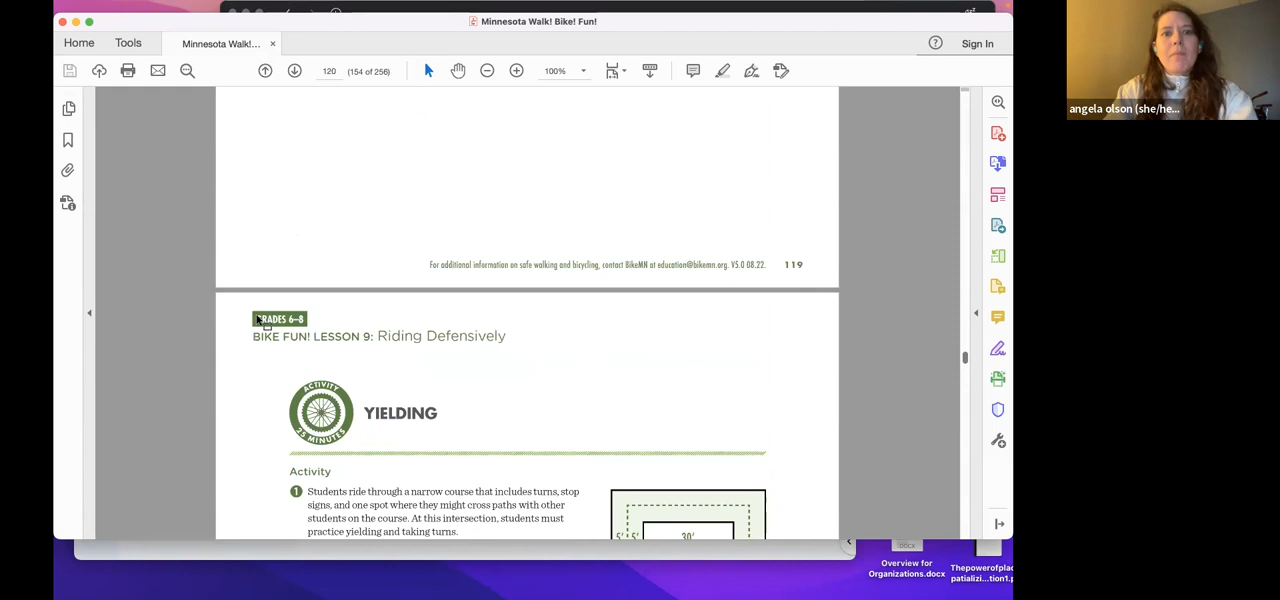 Minnesota Walk! Bike! Fun!
Home Tools Minnesota Walk!... × Sign In
120 (154 of 256) 100%
For additional information on safe walking and bicycling, contact BikeMN at education@bikemn.org. V5.0 08.22. 119
GRADES 6–8
BIKE FUN! LESSON 9: Riding Defensively
ACTIVITY
25 MINUTES
YIELDING
Activity
1 Students ride through a narrow course that includes turns, stop
signs, and one spot where they might cross paths with other
students on the course. At this intersection, students must
practice yielding and taking turns.
5' 5' 30'
DOCX
Overview for
Organizations.docx
Thepowerofplac
patializi...tion1.p
angela olson (she/he...